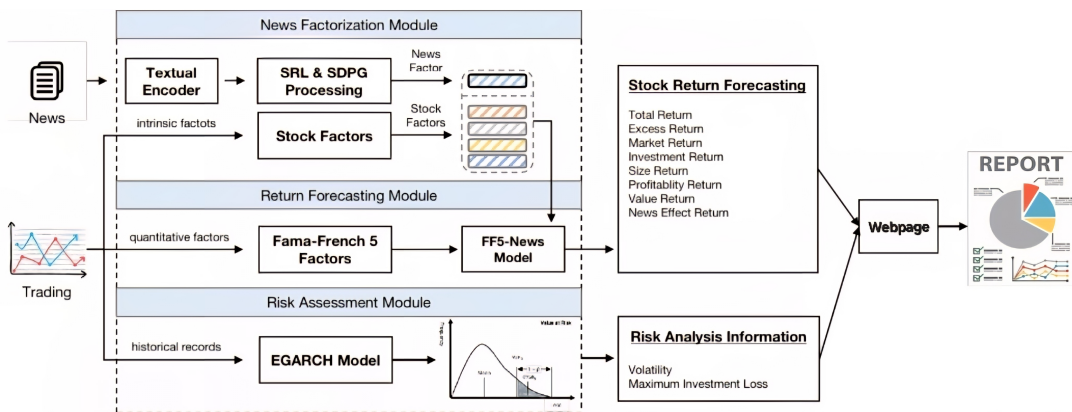 News Factorization Module
News
Textual
Encoder
SRL & SDPG
Processing
News
Factor
intrinsic factots
Stock Factors
Stock
Factors
Return Forecasting Module
Trading
quantitative factors
Fama-French 5
Factors
FF5-News
Model
Risk Assessment Module
historical records
EGARCH Model
Value at Risk
Stock Return Forecasting
Total Return
Excess Return
Market Return
Investment Return
Size Return
Profitablity Return
Value Return
News Effect Return
Risk Analysis Information
Volatility
Maximum Investment Loss
Webpage
REPORT